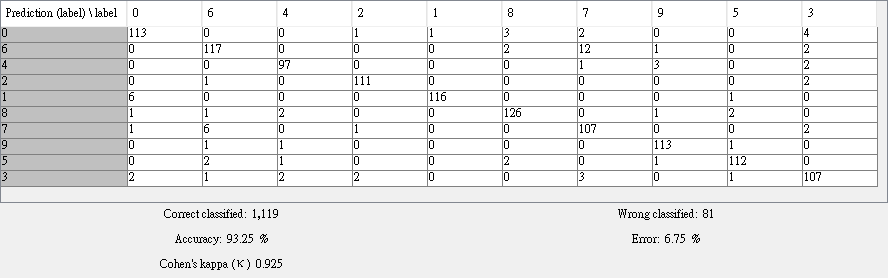 Prediction (label) \ label 0 6 4 2 1 8 7 9 5 3
0 113 0 0 1 1 3 2 0 0 4
6 0 117 0 0 0 2 12 1 0 2
4 0 0 97 0 0 0 1 3 0 2
2 0 1 0 111 0 0 0 0 0 2
1 6 0 0 0 116 0 0 0 1 0
8 1 1 2 0 0 126 0 1 2 0
7 1 6 0 1 0 0 107 0 0 2
9 0 1 1 0 0 0 0 113 1 0
5 0 2 1 0 0 2 0 1 112 0
3 2 1 2 2 0 0 3 0 1 107
Correct classified: 1,119 Wrong classified: 81
Accuracy: 93.25 % Error: 6.75 %
Cohen's kappa (κ) 0.925